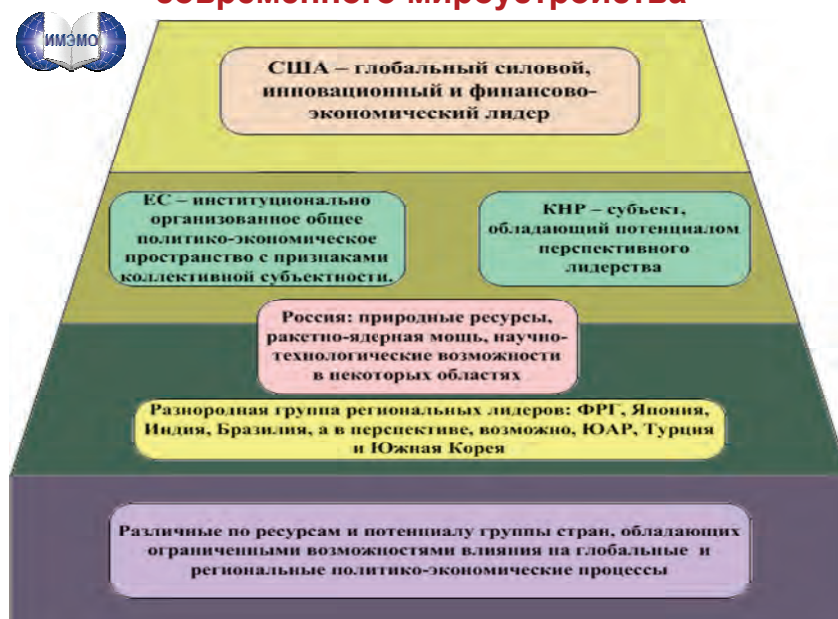 современного мироустройства
ИМЭМО
США – глобальный силовой,
инновационный и финансово-
экономический лидер
ЕС – институционально
организованное общее
политико-экономическое
пространство с признаками
коллективной субъектности.
КНР – субъект,
обладающий потенциалом
перспективного
лидерства
Россия: природные ресурсы,
ракетно-ядерная мощь, научно-
технологические возможности
в некоторых областях
Разнородная группа региональных лидеров: ФРГ, Япония,
Индия, Бразилия, а в перспективе, возможно, ЮАР, Турция
и Южная Корея
Различные по ресурсам и потенциалу группы стран, обладающих
ограниченными возможностями влияния на глобальные и
региональные политико-экономические процессы